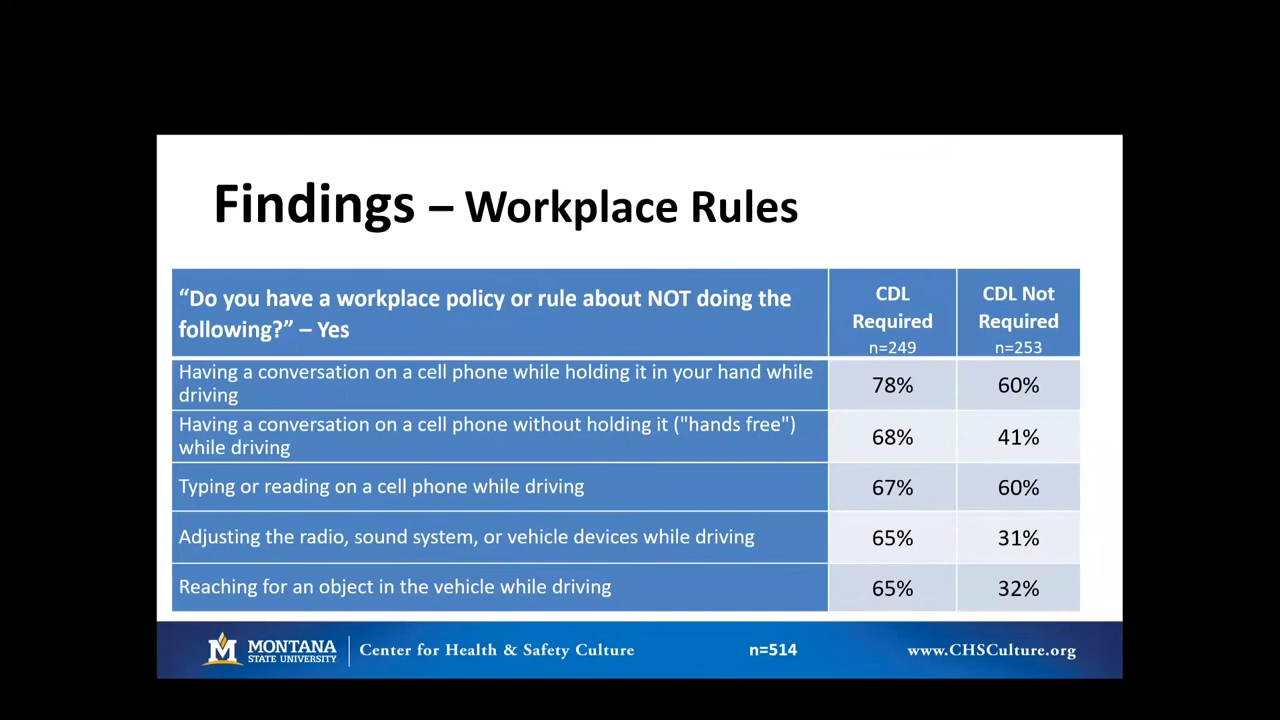 Findings – Workplace Rules
“Do you have a workplace policy or rule about NOT doing the
following?” – Yes
CDL
Required
n=249
CDL Not
Required
n=253
Having a conversation on a cell phone while holding it in your hand while
driving
78%
60%
Having a conversation on a cell phone without holding it ("hands free")
while driving
68%
41%
Typing or reading on a cell phone while driving
67%
60%
Adjusting the radio, sound system, or vehicle devices while driving
65%
31%
Reaching for an object in the vehicle while driving
65%
32%
M MONTANA
STATE UNIVERSITY
Center for Health & Safety Culture
n=514
www.CHSCulture.org